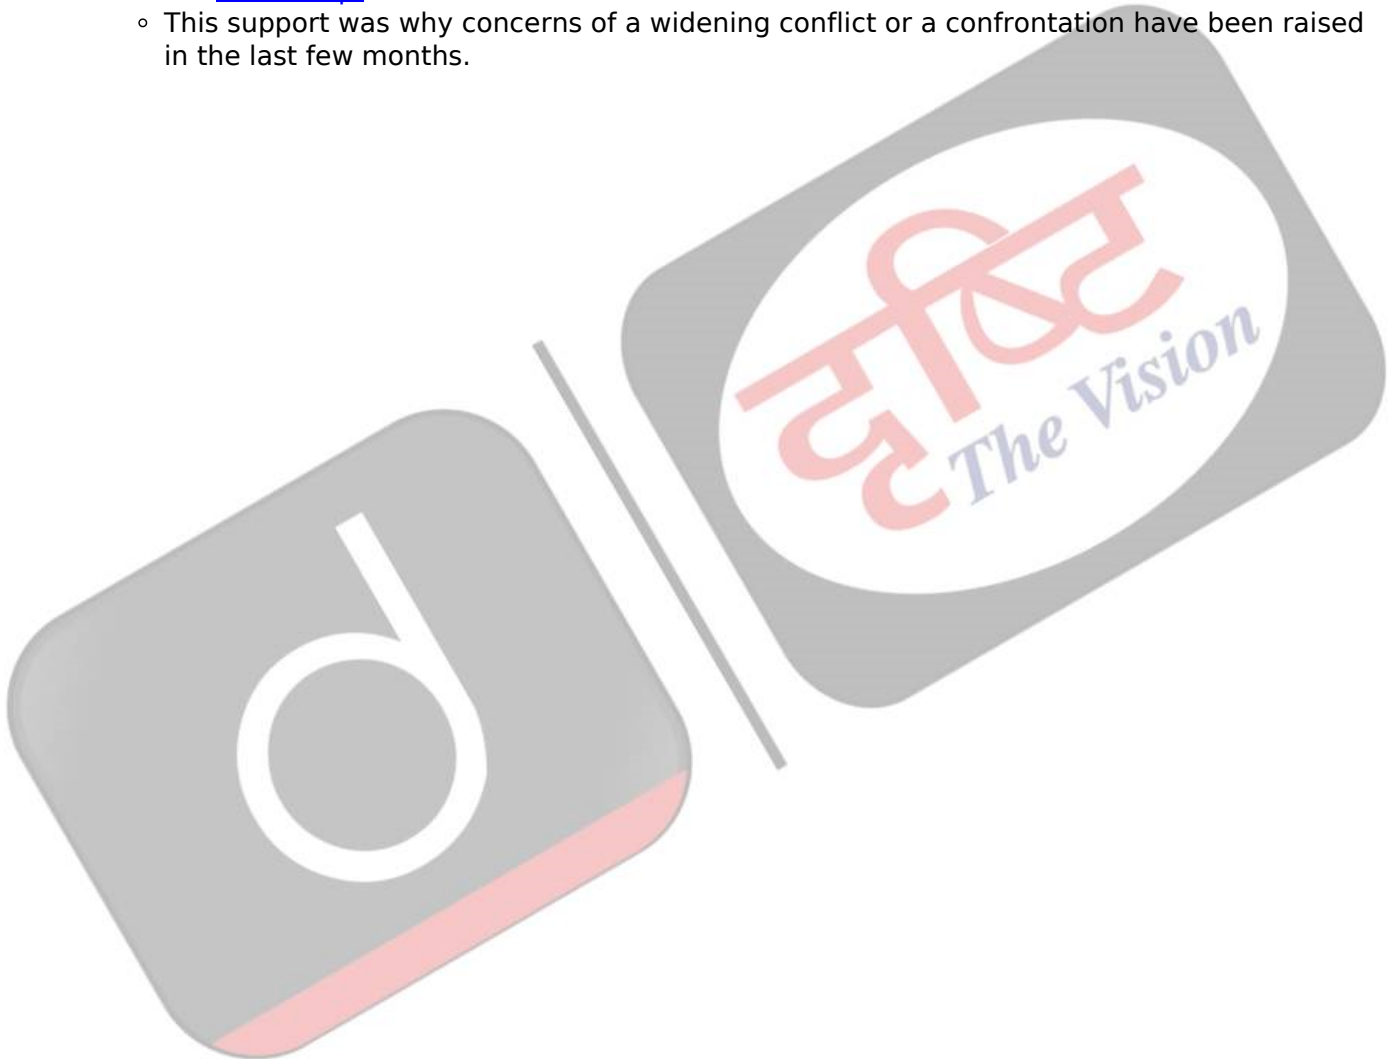 This support was why concerns of a widening conflict or a confrontation have been raised
in the last few months.
दृष्टि
The Vision
d